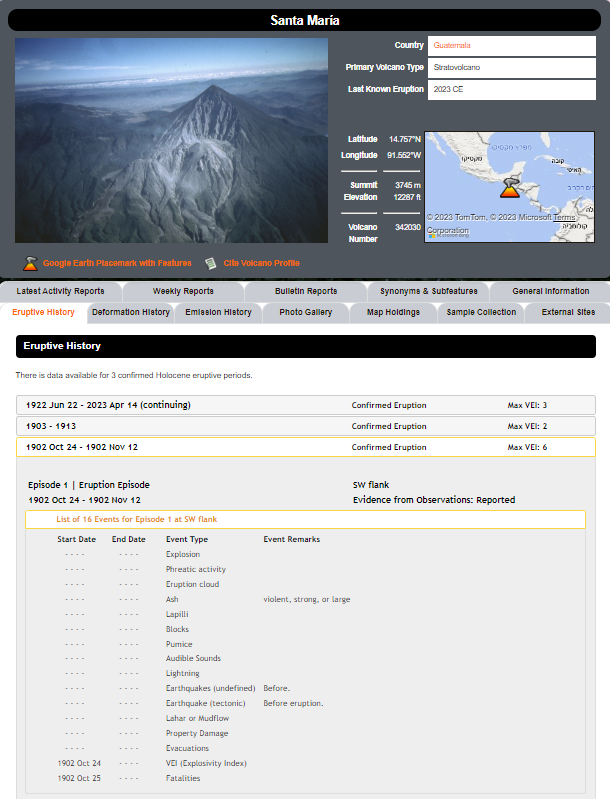 Santa María
Country
Guatemala
Primary Volcano Type
Stratovolcano
Last Known Eruption
2023 CE
Latitude
14.757°N
Longitude
91.552°W
Summit
Elevation
3745 m
12287 ft
Volcano
Number
342030
מפרץ מקסיקו
מקסיקו
קובה
האיטי
הים הקריבי
קולומביה
© 2023 TomTom, © 2023 Microsoft Terms
Corporation
Google Earth Placemark with Features
Cite Volcano Profile
Latest Activity Reports
Weekly Reports
Bulletin Reports
Synonyms & Subfeatures
General Information
Eruptive History
Deformation History
Emission History
Photo Gallery
Map Holdings
Sample Collection
External Sites
Eruptive History
There is data available for 3 confirmed Holocene eruptive periods.
1922 Jun 22 - 2023 Apr 14 (continuing) Confirmed Eruption Max VEI: 3
1903 - 1913 Confirmed Eruption Max VEI: 2
1902 Oct 24 - 1902 Nov 12 Confirmed Eruption Max VEI: 6
Episode 1 | Eruption Episode SW flank
1902 Oct 24 - 1902 Nov 12 Evidence from Observations: Reported
List of 16 Events for Episode 1 at SW flank
Start Date End Date Event Type Event Remarks
- - - - - - - - Explosion
- - - - - - - - Phreatic activity
- - - - - - - - Eruption cloud
- - - - - - - - Ash violent, strong, or large
- - - - - - - - Lapilli
- - - - - - - - Blocks
- - - - - - - - Pumice
- - - - - - - - Audible Sounds
- - - - - - - - Lightning
- - - - - - - - Earthquakes (undefined) Before.
- - - - - - - - Earthquake (tectonic) Before eruption.
- - - - - - - - Lahar or Mudflow
- - - - - - - - Property Damage
- - - - - - - - Evacuations
1902 Oct 24 - - - - VEI (Explosivity Index)
1902 Oct 25 - - - - Fatalities